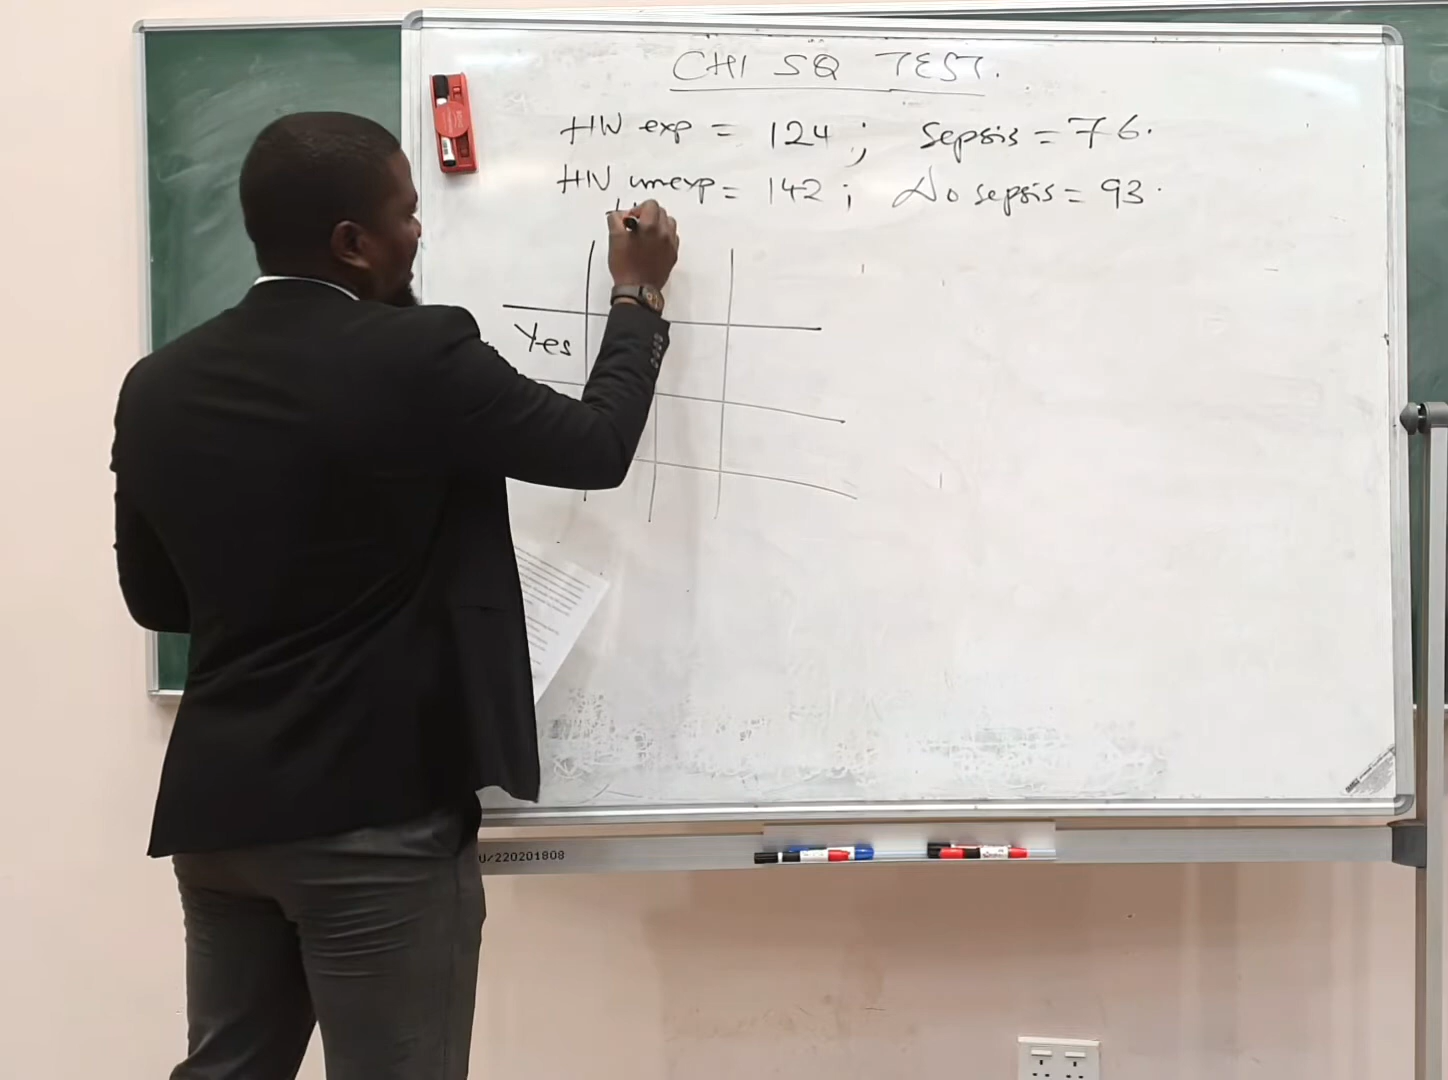 CHI SQ TEST.
HIV exp = 124 ; Sepsis = 76.
HIV unexp = 142 ; No sepsis = 93.
Yes
U/220201808